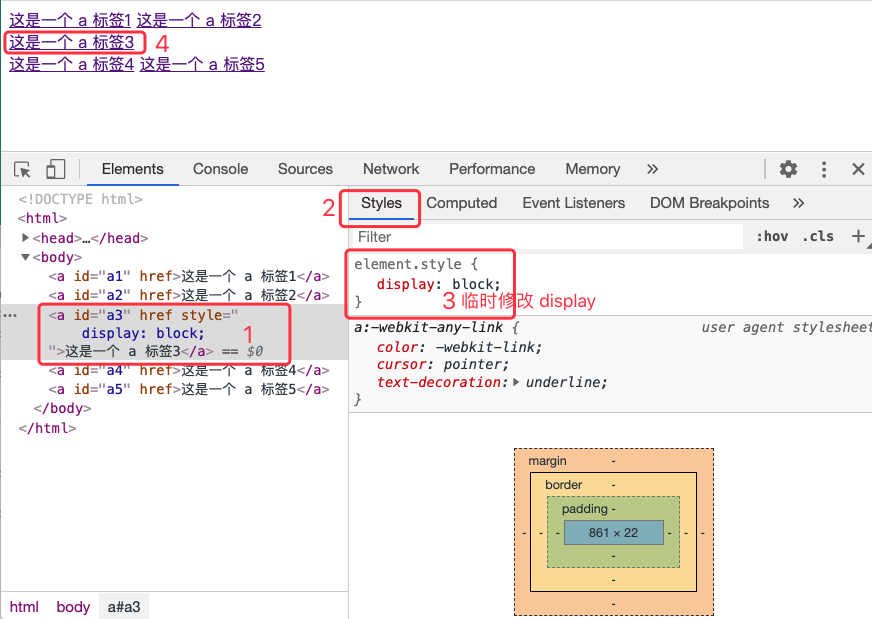 这是一个 a 标签1 这是一个 a 标签2
这是一个 a 标签3 4
这是一个 a 标签4 这是一个 a 标签5
Elements Console Sources Network Performance Memory »
<!DOCTYPE html>
<html>
<head>…</head>
<body>
<a id="a1" href>这是一个 a 标签1</a>
<a id="a2" href>这是一个 a 标签2</a>
<a id="a3" href style="
display: block; 1
">这是一个 a 标签3</a> == $0
<a id="a4" href>这是一个 a 标签4</a>
<a id="a5" href>这是一个 a 标签5</a>
</body>
</html>
html body a#a3
2 Styles Computed Event Listeners DOM Breakpoints »
Filter :hov .cls +
element.style {
display: block;
} 3 临时修改 display
a:-webkit-any-link { user agent stylesheet
color: -webkit-link;
cursor: pointer;
text-decoration: underline;
}
margin -
border -
padding -
- - - 861 × 22 - - -
-
-
-